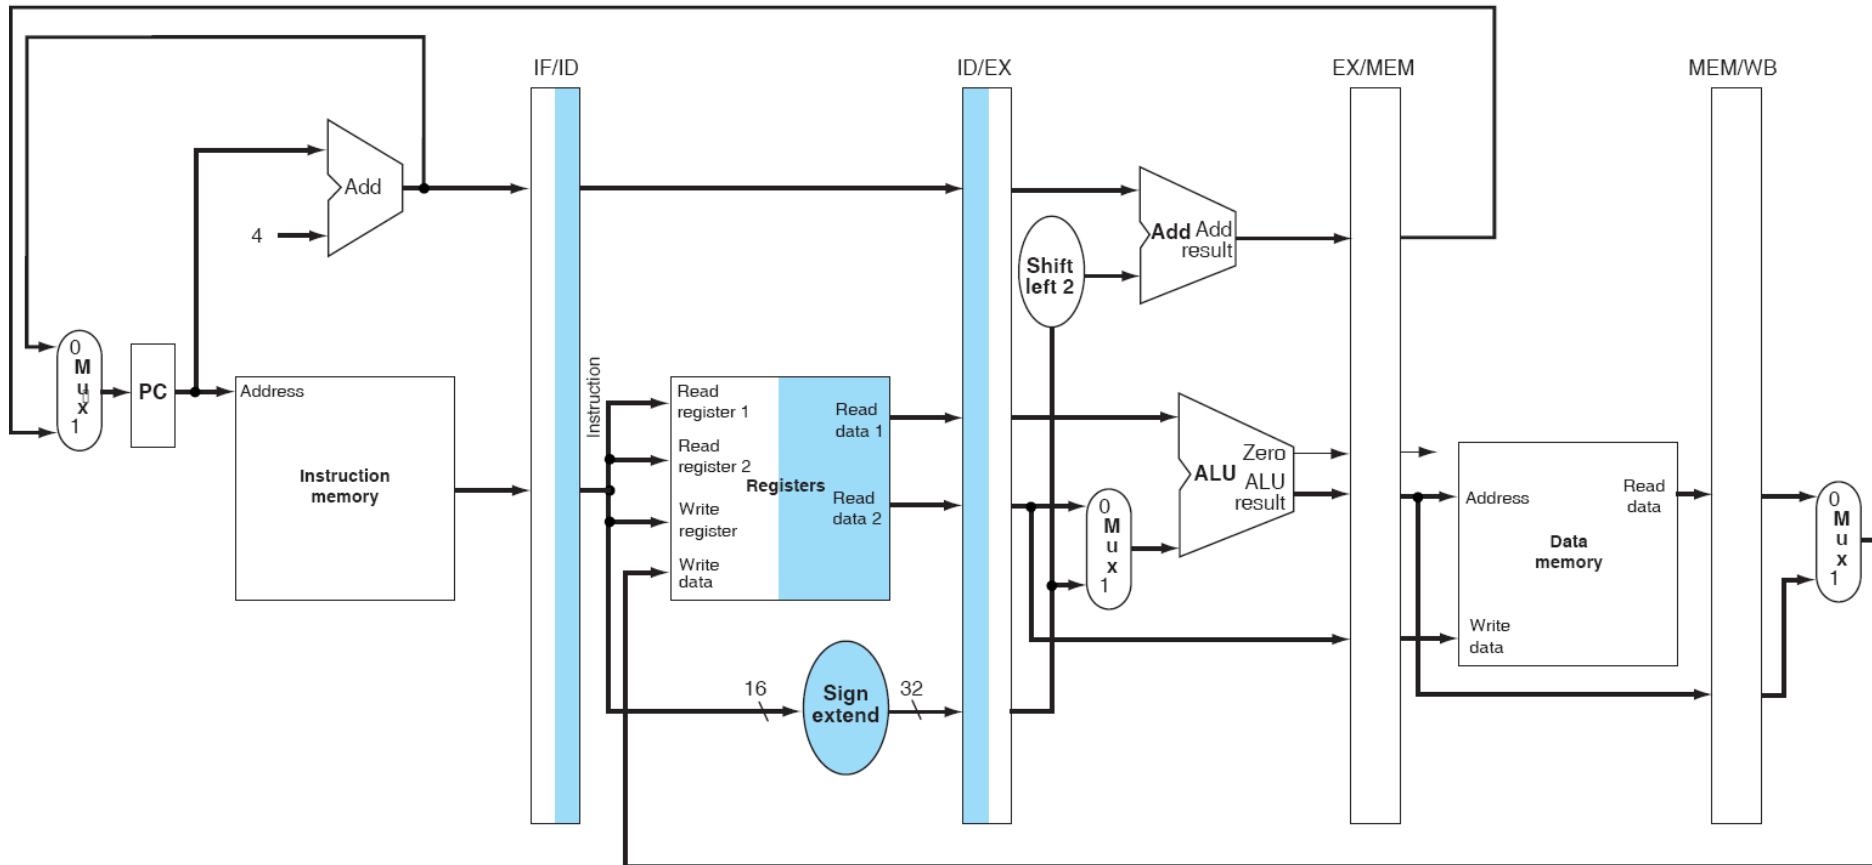 IF/ID
ID/EX
EX/MEM
MEM/WB
Add
4
Add Add
result
Shift
left 2
0
M
u
x
1
PC
Address
Instruction
memory
Instruction
Read
register 1
Read
register 2
Write
register
Write
data
Registers
Read
data 1
Read
data 2
16
Sign
extend
32
0
M
u
x
1
Zero
ALU
ALU
result
Address
Read
data
Data
memory
Write
data
0
M
u
x
1